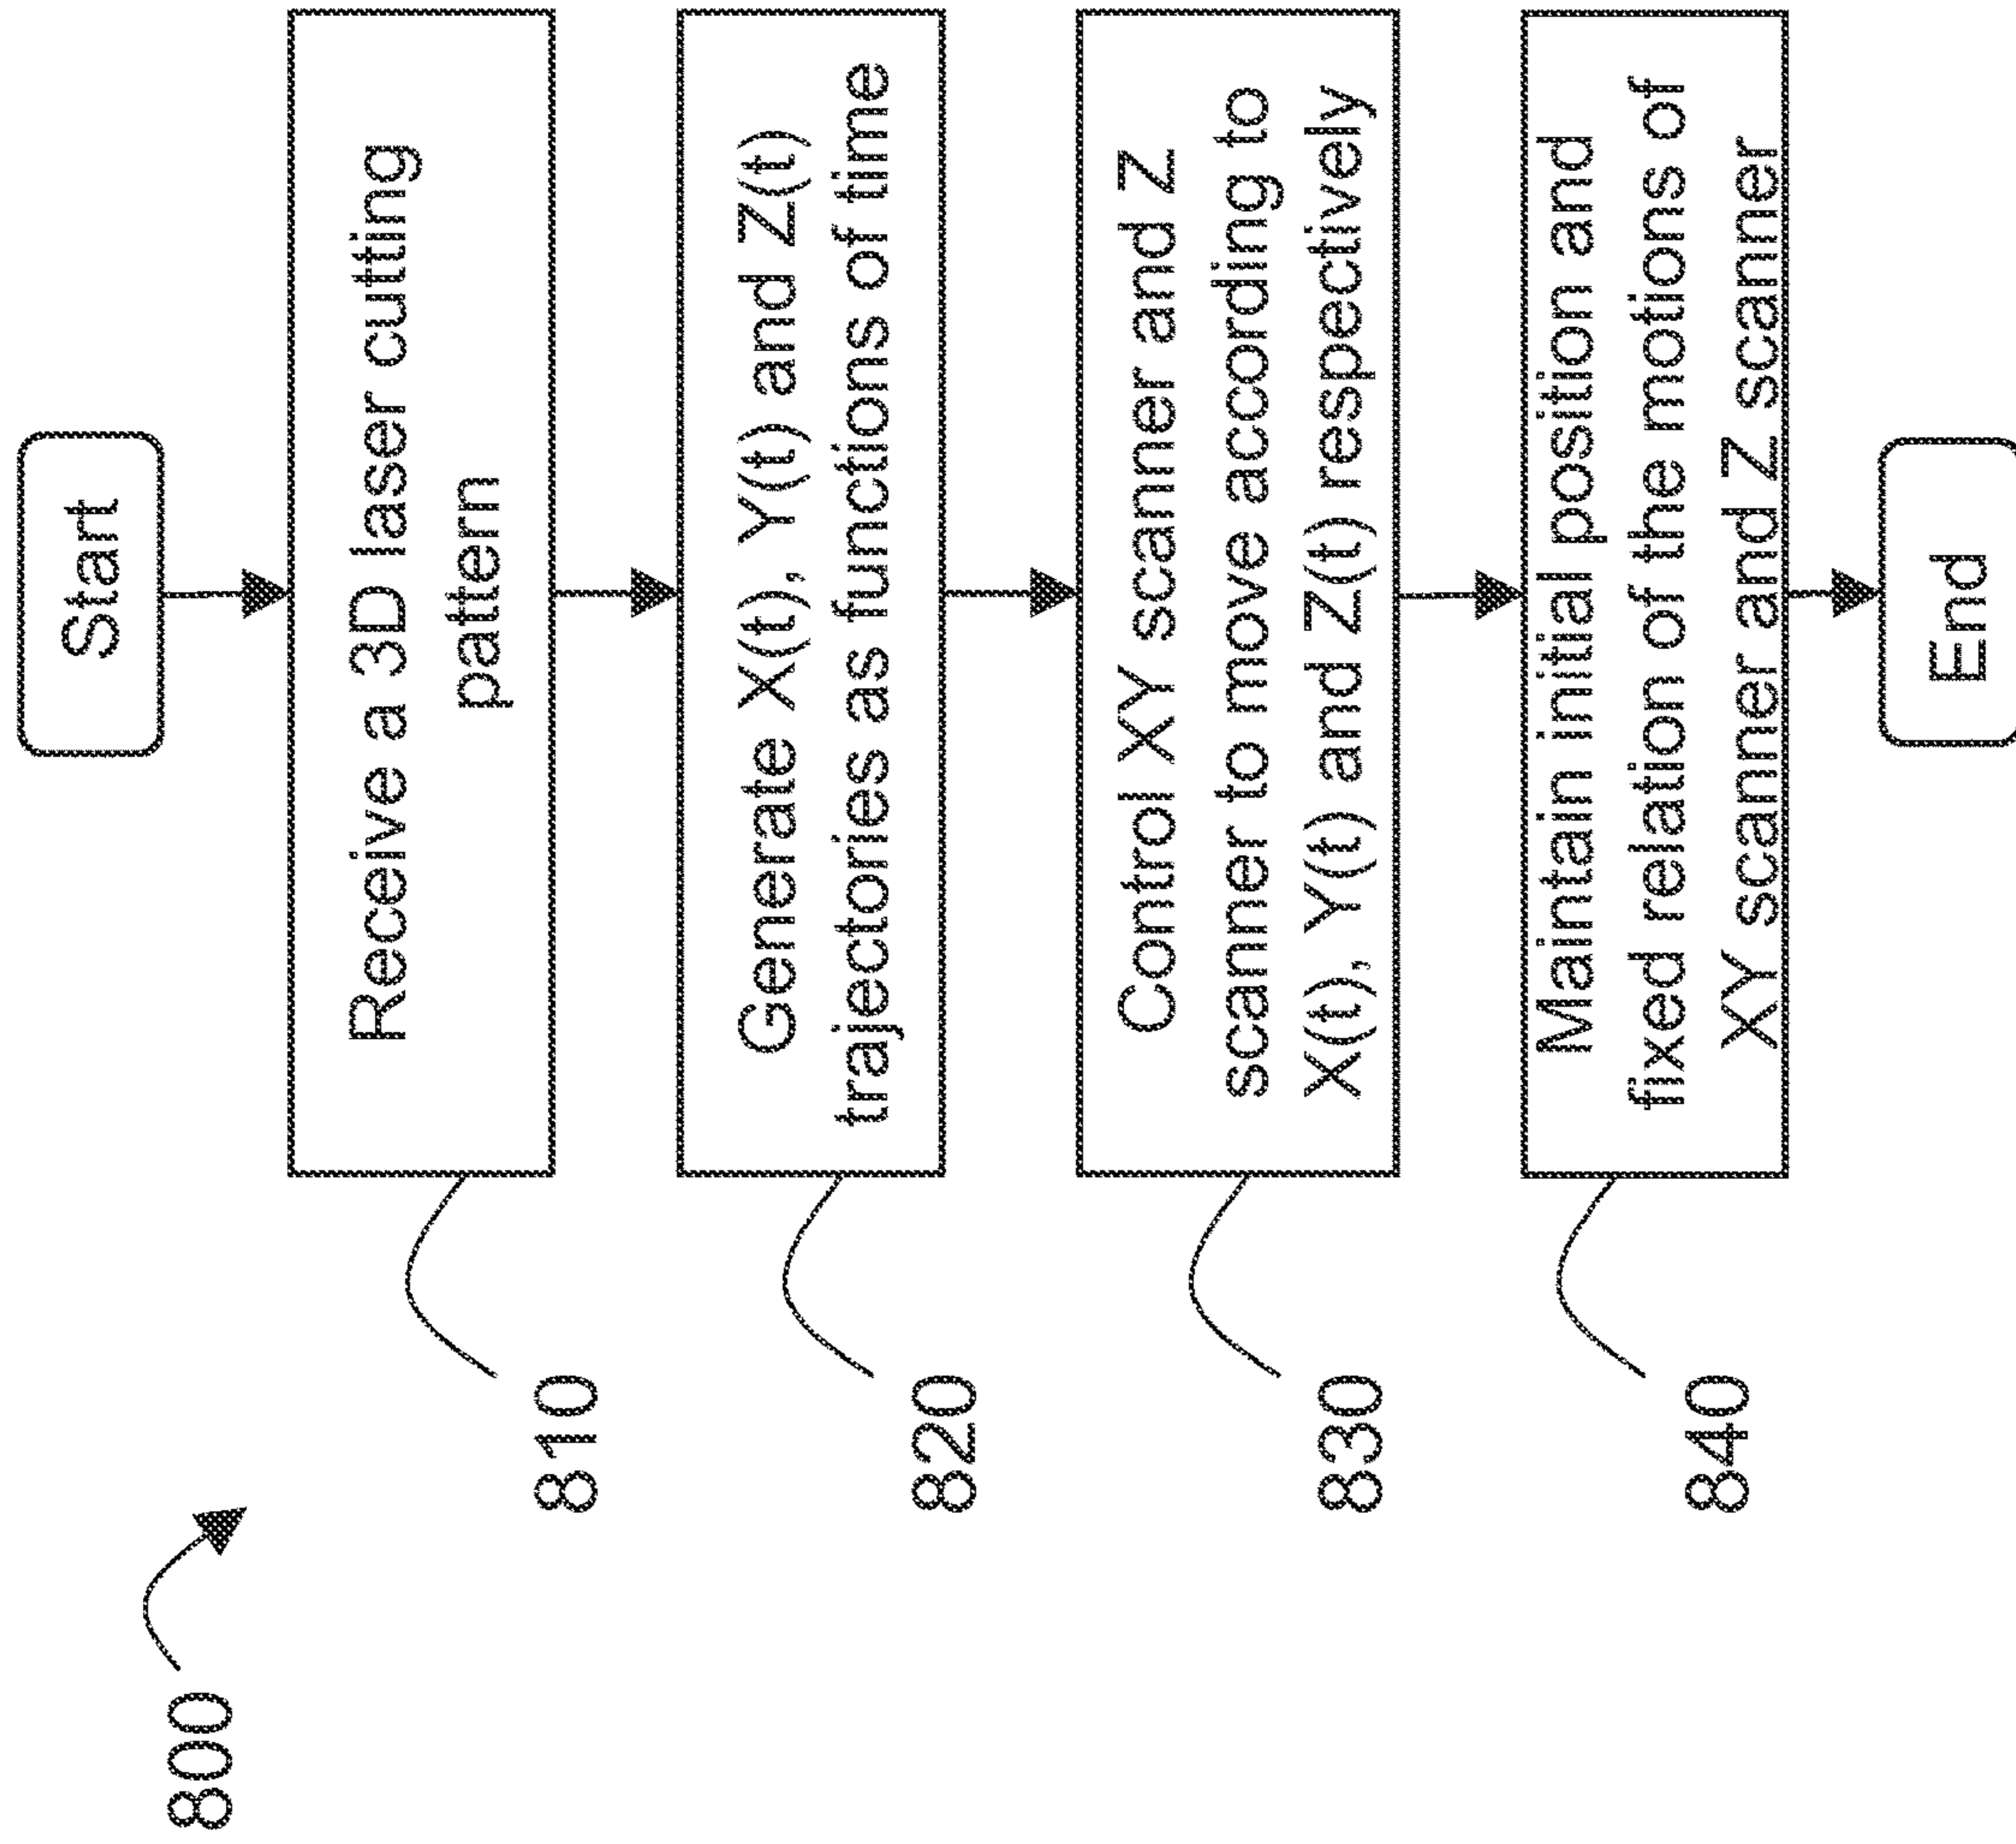 800
Start
810
Receive a 3D laser cutting
pattern
820
Generate X(t), Y(t) and Z(t)
trajectories as functions of time
830
Control XY scanner and Z
scanner to move according to
X(t), Y(t) and Z(t) respectively
840
Maintain initial position and
fixed relation of the motions of
XY scanner and Z scanner
End